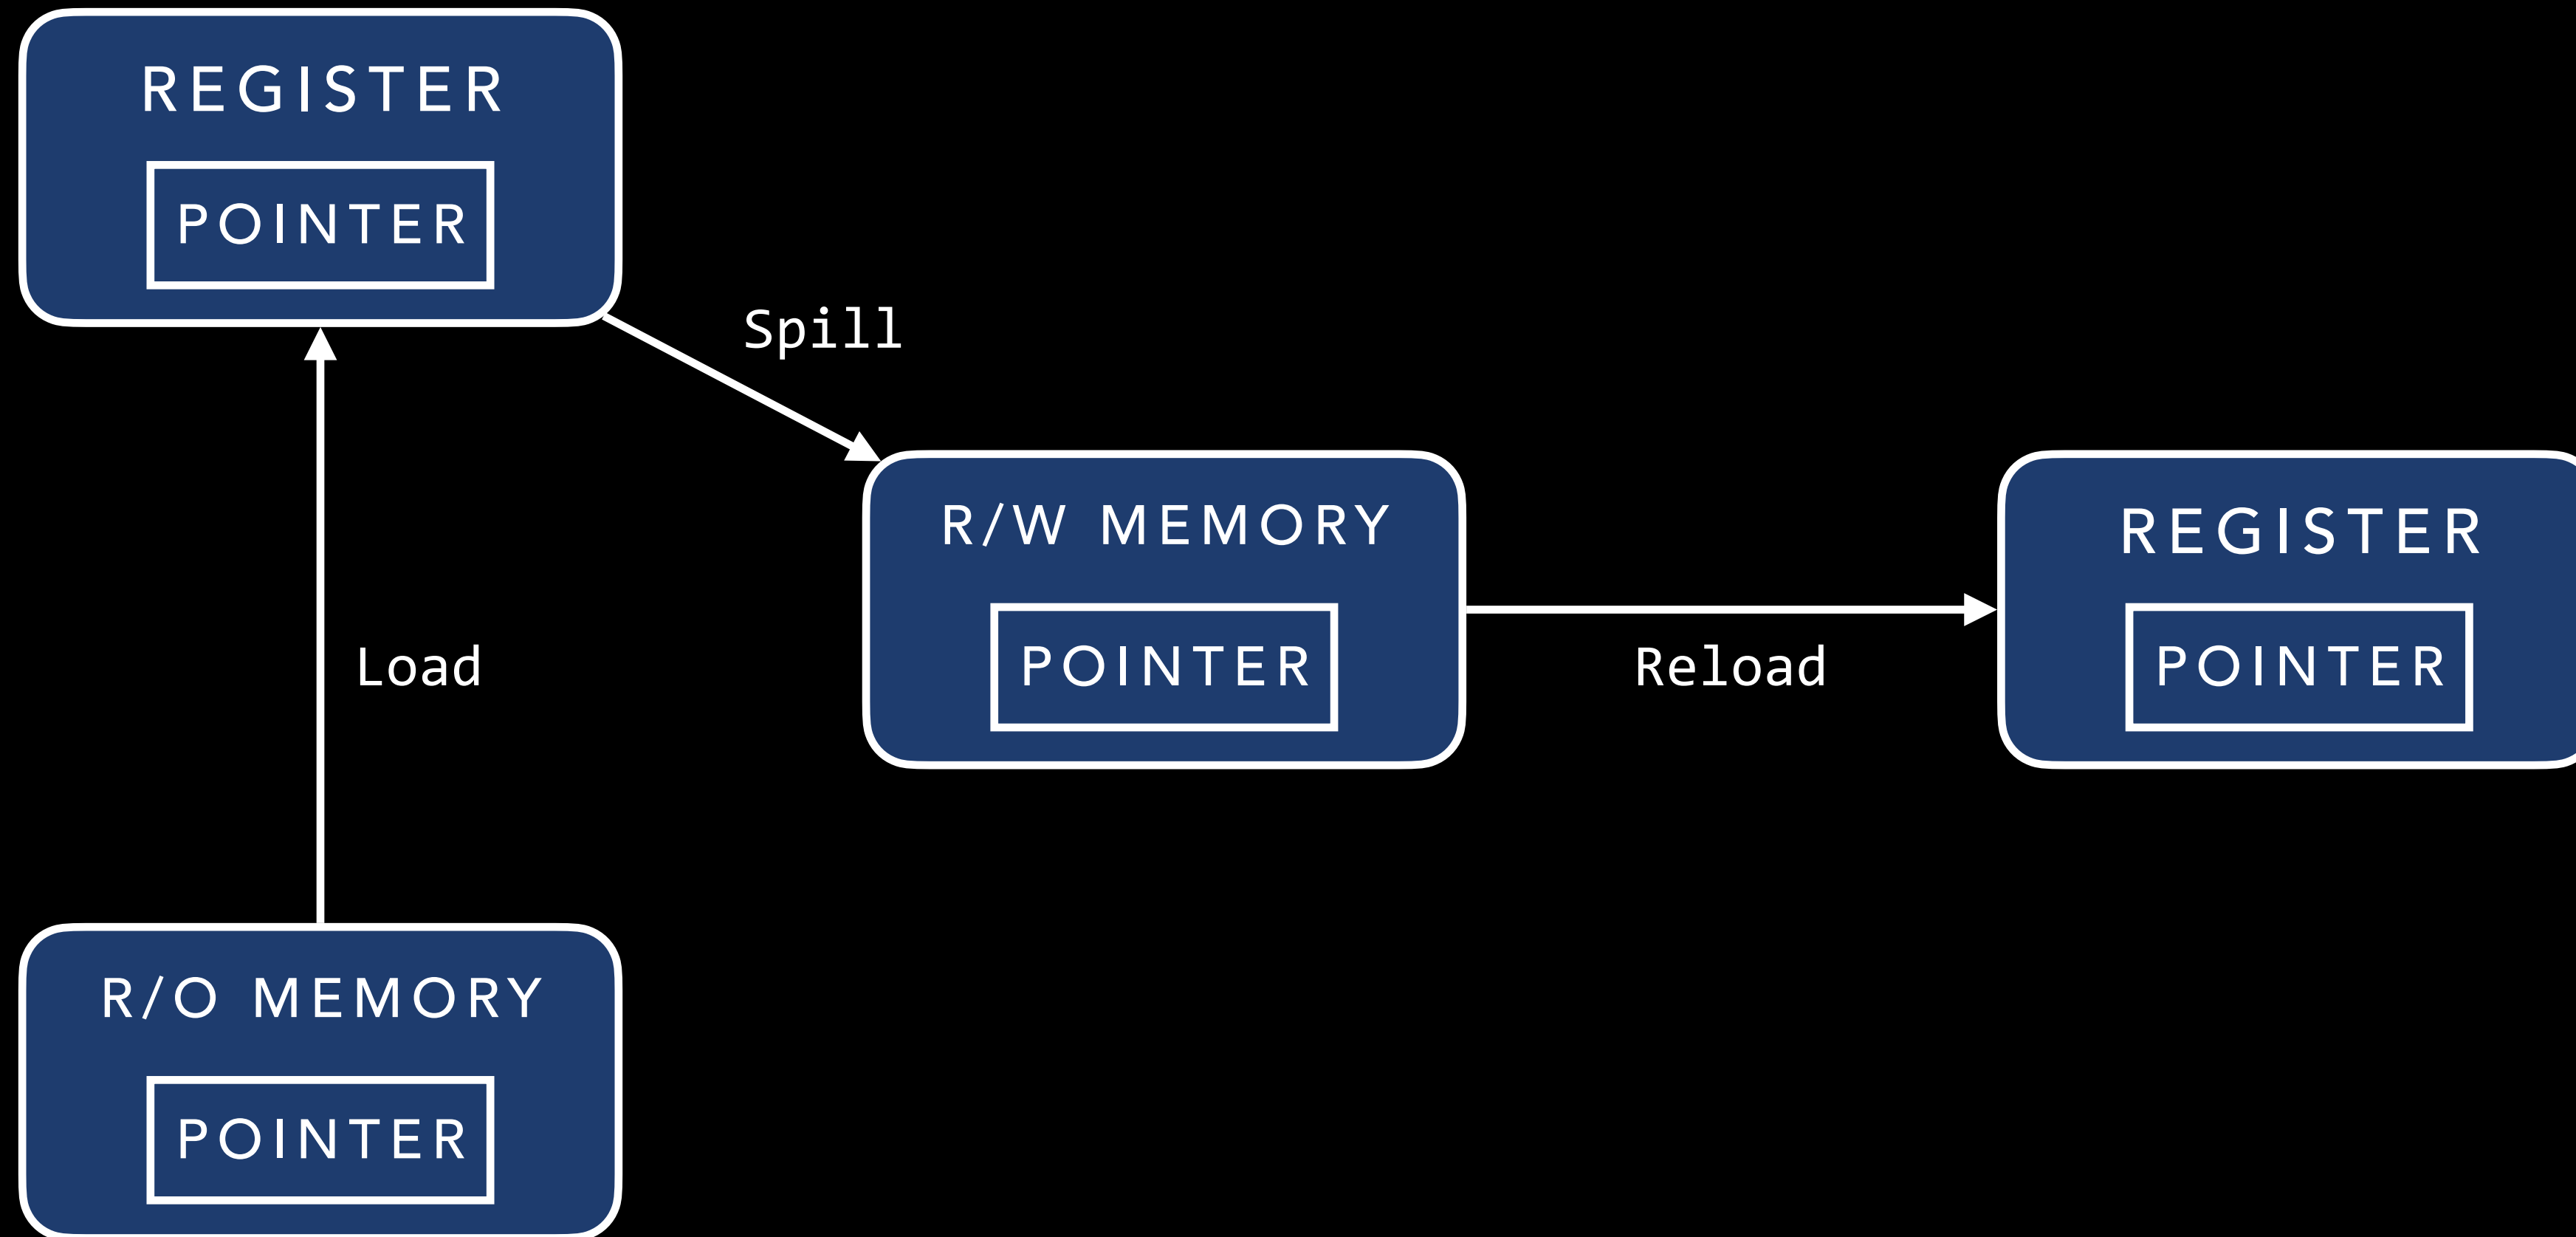 REGISTER
POINTER
Spill
R/W MEMORY
POINTER
REGISTER
POINTER
Load
Reload
R/O MEMORY
POINTER